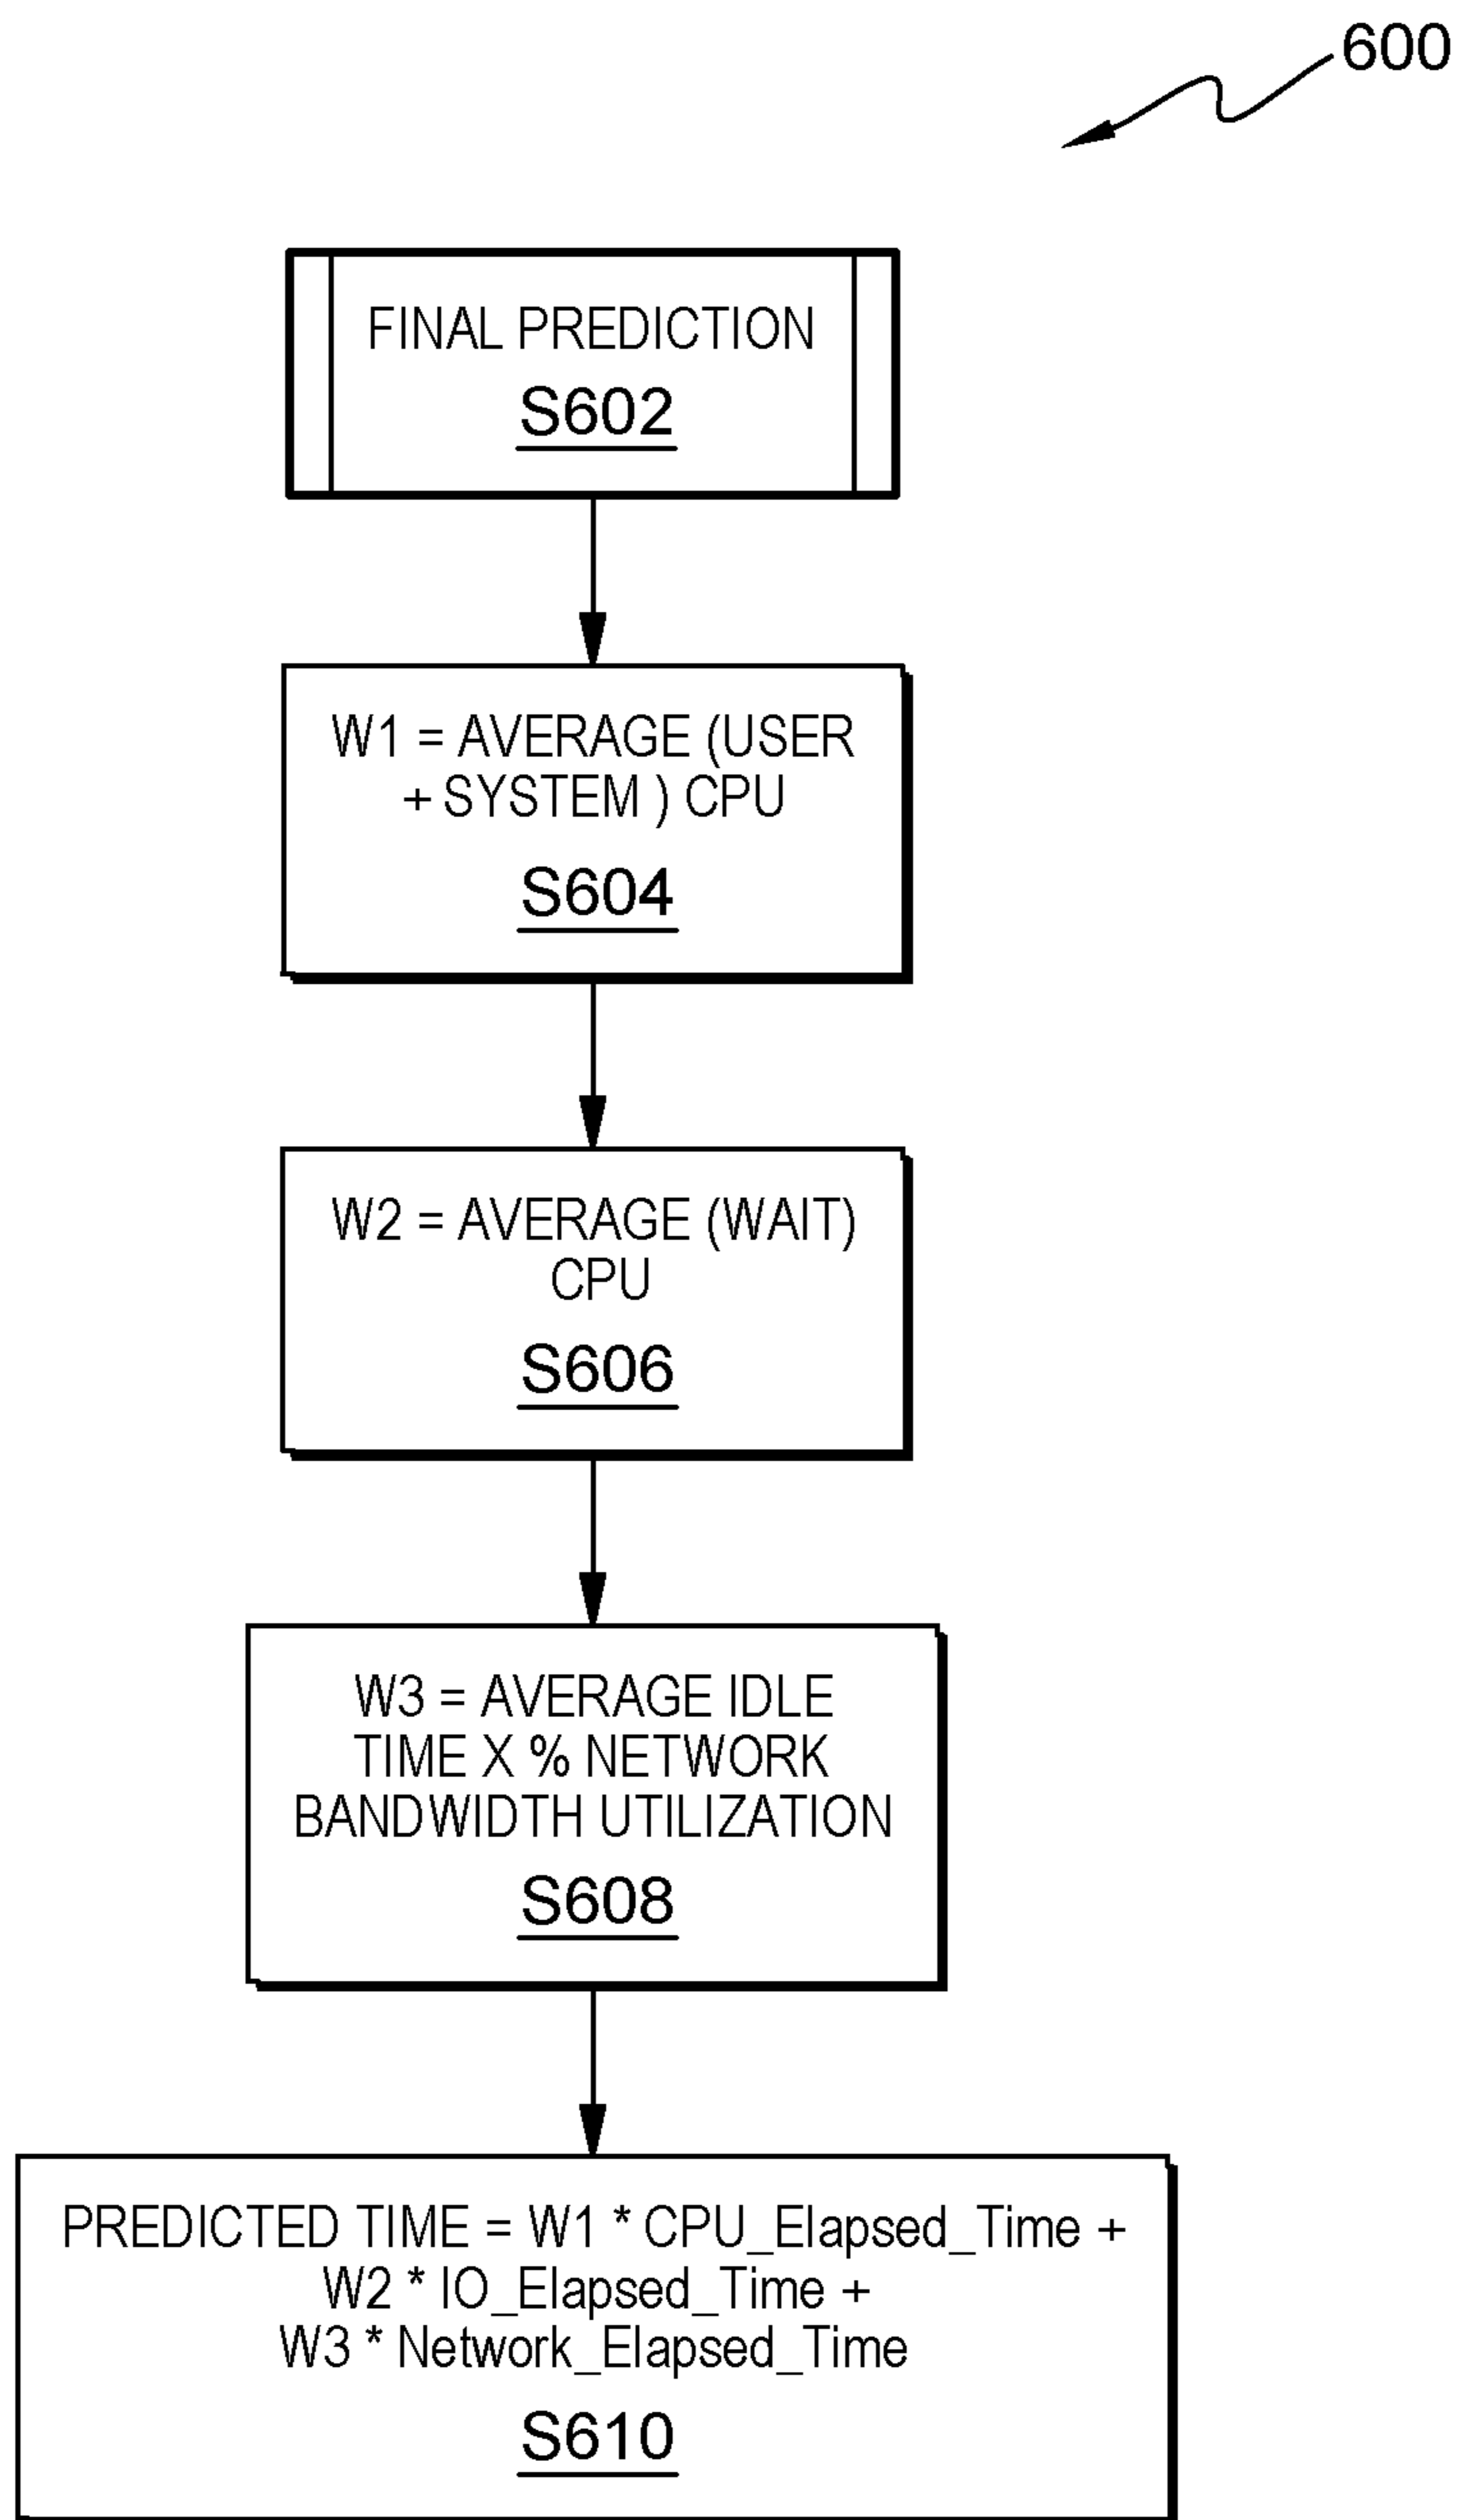 600
FINAL PREDICTION
S602
W1 = AVERAGE (USER
+ SYSTEM ) CPU
S604
W2 = AVERAGE (WAIT)
CPU
S606
W3 = AVERAGE IDLE
TIME X % NETWORK
BANDWIDTH UTILIZATION
S608
PREDICTED TIME = W1 * CPU_Elapsed_Time +
W2 * IO_Elapsed_Time +
W3 * Network_Elapsed_Time
S610